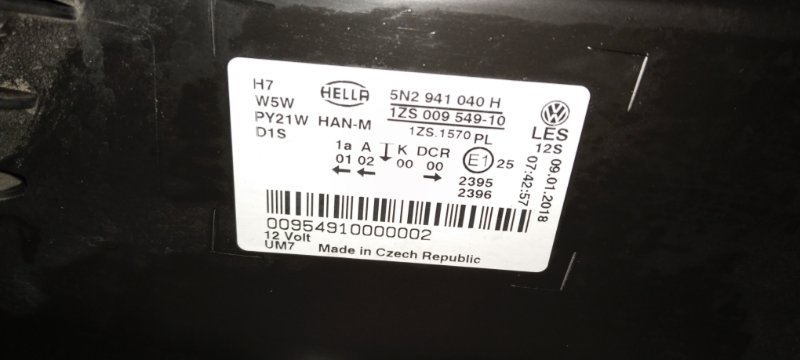 H7
W5W
PY21W
D1S
HELLA
HAN-M
5N2 941 040 H
1ZS 009 549-10
1ZS.1570 PL
1a A T K DCR
01 02 00 00
E1 25
2395
2396
VW
LES
12S
09.01.2018
07:42:57
00954910000002
12 Volt
UM7 Made in Czech Republic